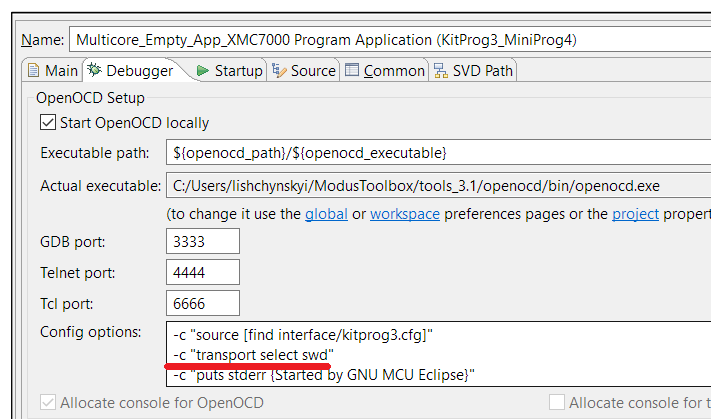 Name: Multicore_Empty_App_XMC7000 Program Application (KitProg3_MiniProg4)
Main Debugger Startup Source Common SVD Path
OpenOCD Setup
Start OpenOCD locally
Executable path: ${openocd_path}/${openocd_executable}
Actual executable: C:/Users/lishchynskyi/ModusToolbox/tools_3.1/openocd/bin/openocd.exe
(to change it use the global or workspace preferences pages or the project propert
GDB port: 3333
Telnet port: 4444
Tcl port: 6666
Config options: -c "source [find interface/kitprog3.cfg]"
-c "transport select swd"
-c "puts stderr {Started by GNU MCU Eclipse}"
Allocate console for OpenOCD Allocate console for t